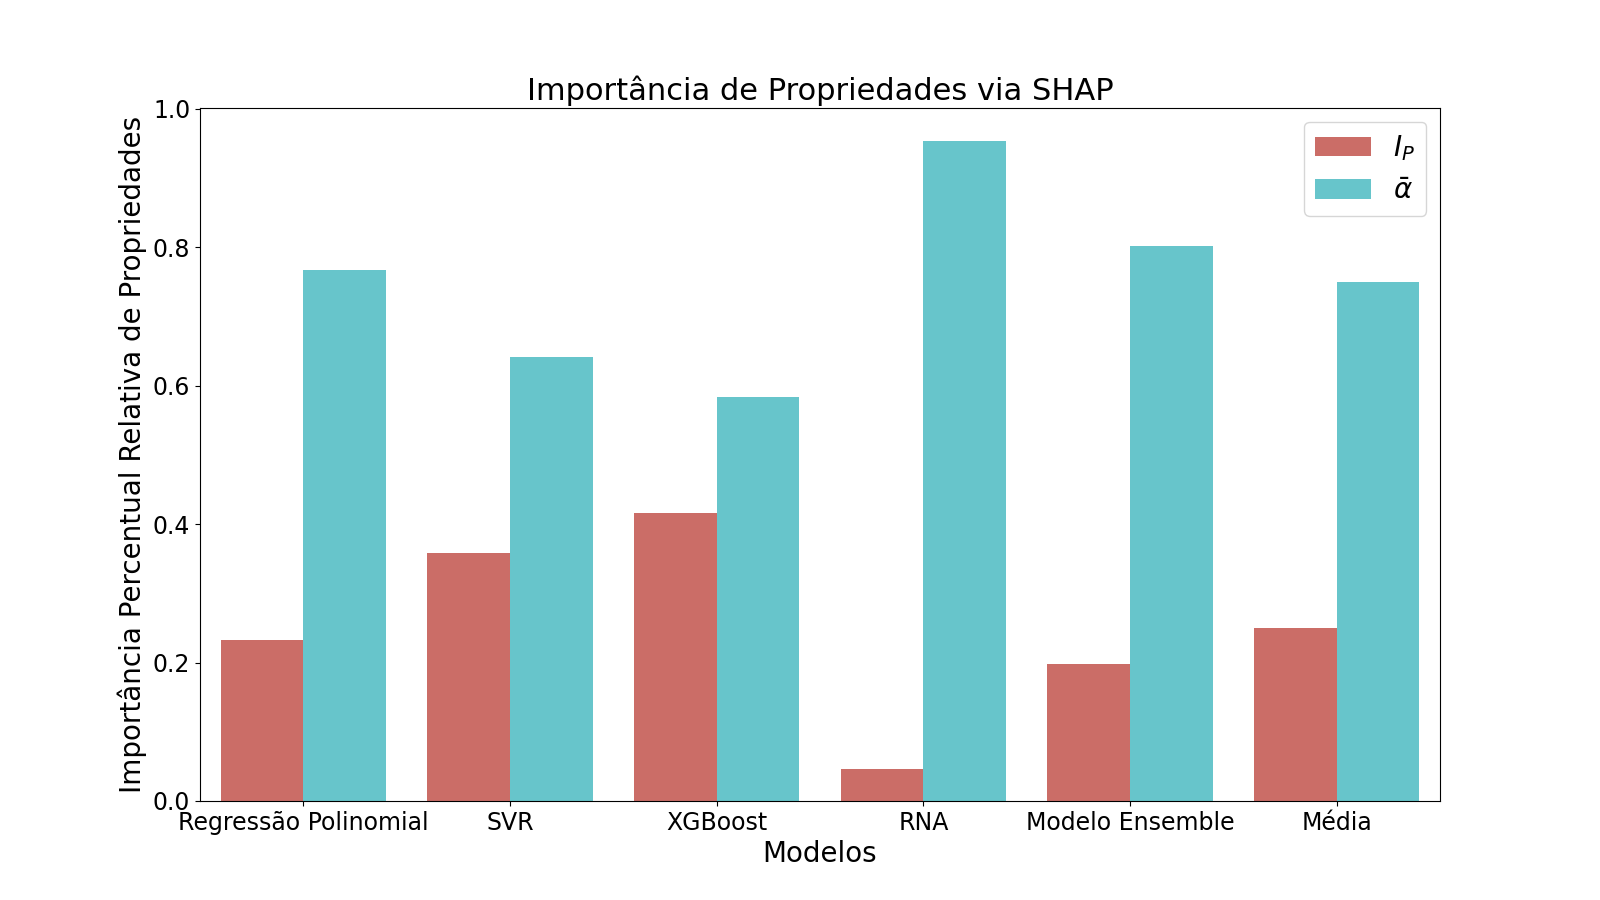 Importância de Propriedades via SHAP
Importância Percentual Relativa de Propriedades
1.0
0.8
0.6
0.4
0.2
0.0
I_P
ᾱ
Regressão Polinomial SVR XGBoost RNA Modelo Ensemble Média
Modelos